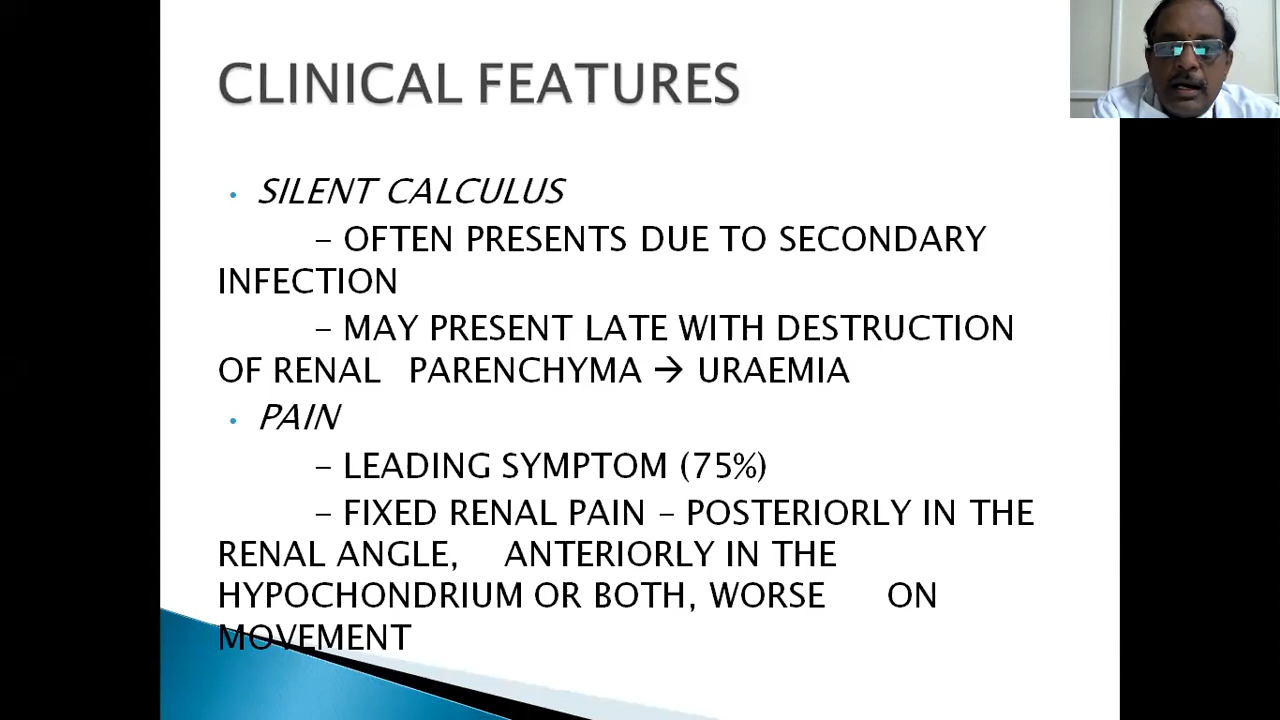 CLINICAL FEATURES
• SILENT CALCULUS
– OFTEN PRESENTS DUE TO SECONDARY
INFECTION
– MAY PRESENT LATE WITH DESTRUCTION
OF RENAL PARENCHYMA → URAEMIA
• PAIN
– LEADING SYMPTOM (75%)
– FIXED RENAL PAIN – POSTERIORLY IN THE
RENAL ANGLE, ANTERIORLY IN THE
HYPOCHONDRIUM OR BOTH, WORSE ON
MOVEMENT